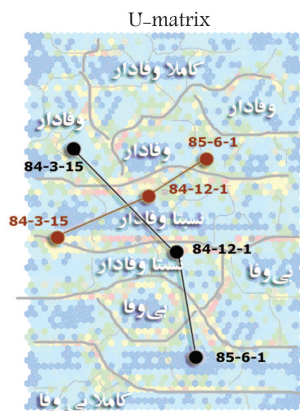 U-matrix
کاملا وفادار
وفادار
وفادار
وفادار
85-6-1
84-3-15
84-12-1
84-3-15
نسبتا وفادار
84-12-1
نسبتا وفادار
بی‌وفا
بی‌وفا
85-6-1
کاملا بی وفا